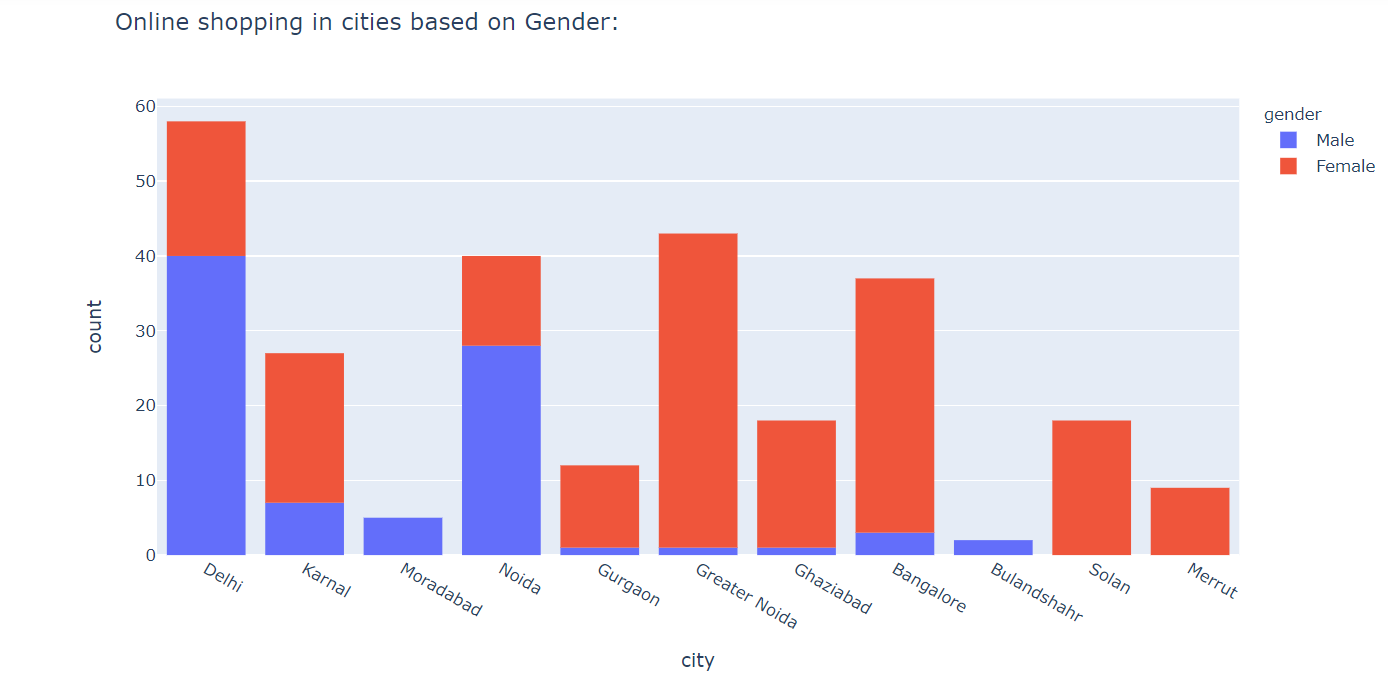 Online shopping in cities based on Gender:
60
50
40
30
20
10
0
count
gender
Male
Female
Delhi
Karnal
Moradabad
Noida
Gurgaon
Greater Noida
Ghaziabad
Bangalore
Bulandshahr
Solan
Merrut
city